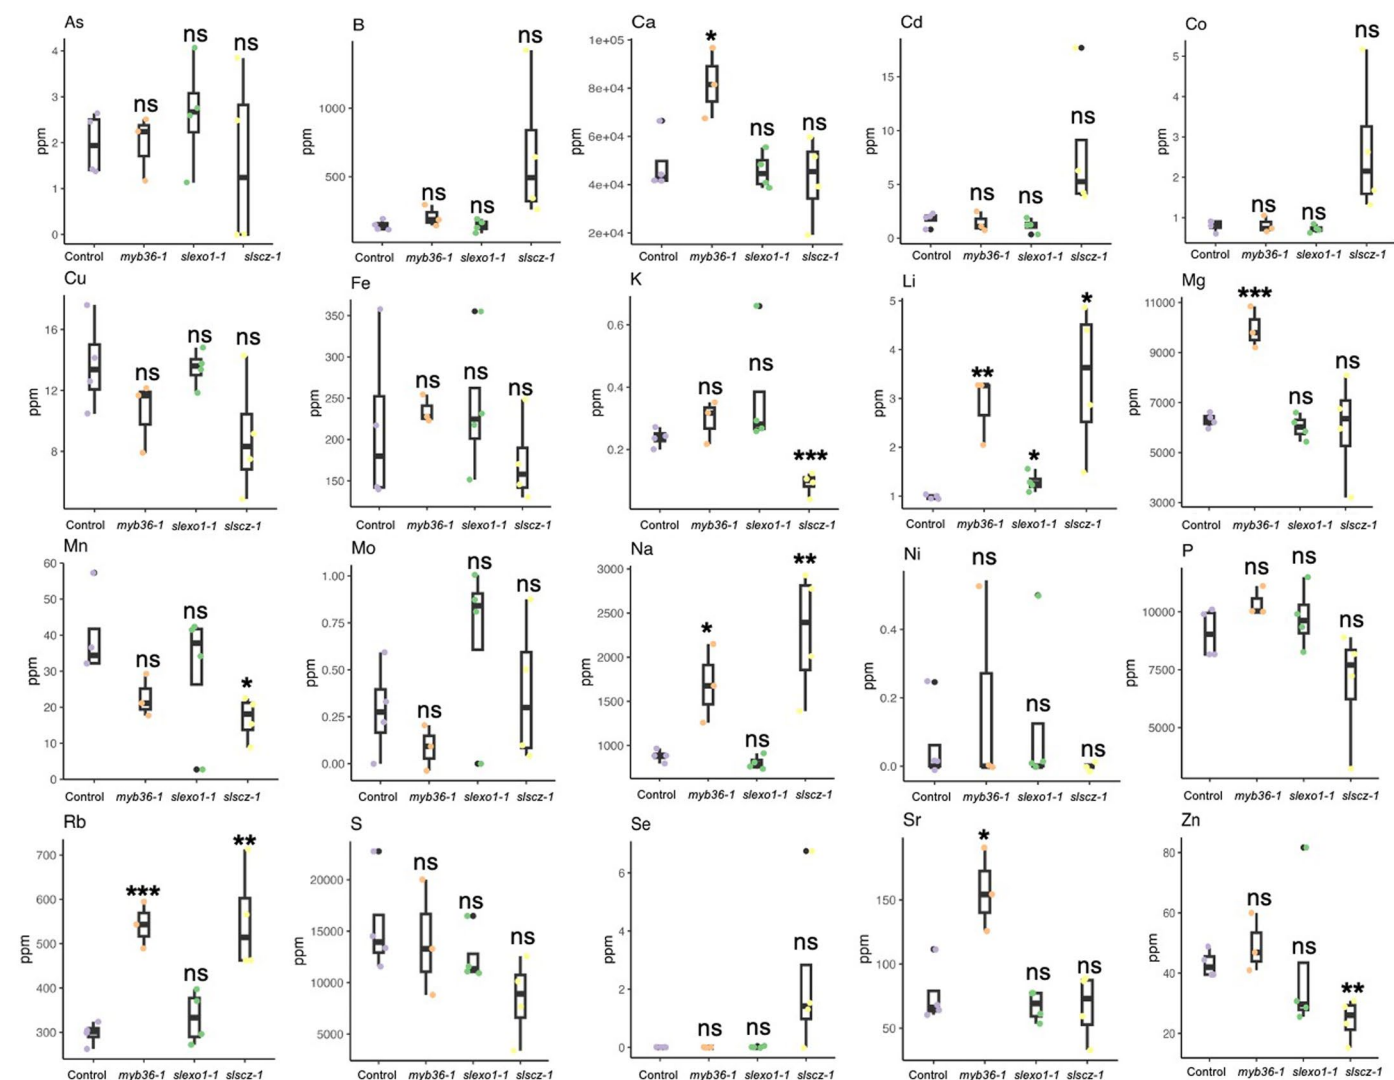 As
ns ns ns
4
3
2
1
0
ppm
Control myb36-1 slexo1-1 slscz-1
B
ns ns ns
1000
500
ppm
Control myb36-1 slexo1-1 slscz-1
Ca
* ns ns
1e+05
8e+04
6e+04
4e+04
2e+04
ppm
Control myb36-1 slexo1-1 slscz-1
Cd
ns ns ns
15
10
5
0
ppm
Control myb36-1 slexo1-1 slscz-1
Co
ns ns ns
5
4
3
2
1
ppm
Control myb36-1 slexo1-1 slscz-1
Cu
ns ns ns
16
12
8
ppm
Control myb36-1 slexo1-1 slscz-1
Fe
ns ns ns
350
300
250
200
150
ppm
Control myb36-1 slexo1-1 slscz-1
K
ns ns ***
0.6
0.4
0.2
ppm
Control myb36-1 slexo1-1 slscz-1
Li
** * *
5
4
3
2
1
ppm
Control myb36-1 slexo1-1 slscz-1
Mg
*** ns ns
11000
9000
7000
5000
3000
ppm
Control myb36-1 slexo1-1 slscz-1
Mn
ns ns *
60
50
40
30
20
10
0
ppm
Control myb36-1 slexo1-1 slscz-1
Mo
ns ns ns
1.00
0.75
0.50
0.25
0.00
ppm
Control myb36-1 slexo1-1 slscz-1
Na
* ns **
3000
2500
2000
1500
1000
ppm
Control myb36-1 slexo1-1 slscz-1
Ni
ns ns ns
0.4
0.2
0.0
ppm
Control myb36-1 slexo1-1 slscz-1
P
ns ns ns
10000
7500
5000
ppm
Control myb36-1 slexo1-1 slscz-1
Rb
*** ns **
700
600
500
400
300
ppm
Control myb36-1 slexo1-1 slscz-1
S
ns ns ns
20000
15000
10000
5000
ppm
Control myb36-1 slexo1-1 slscz-1
Se
ns ns ns
6
4
2
0
ppm
Control myb36-1 slexo1-1 slscz-1
Sr
* ns ns
150
100
50
ppm
Control myb36-1 slexo1-1 slscz-1
Zn
ns ns **
80
60
40
20
ppm
Control myb36-1 slexo1-1 slscz-1